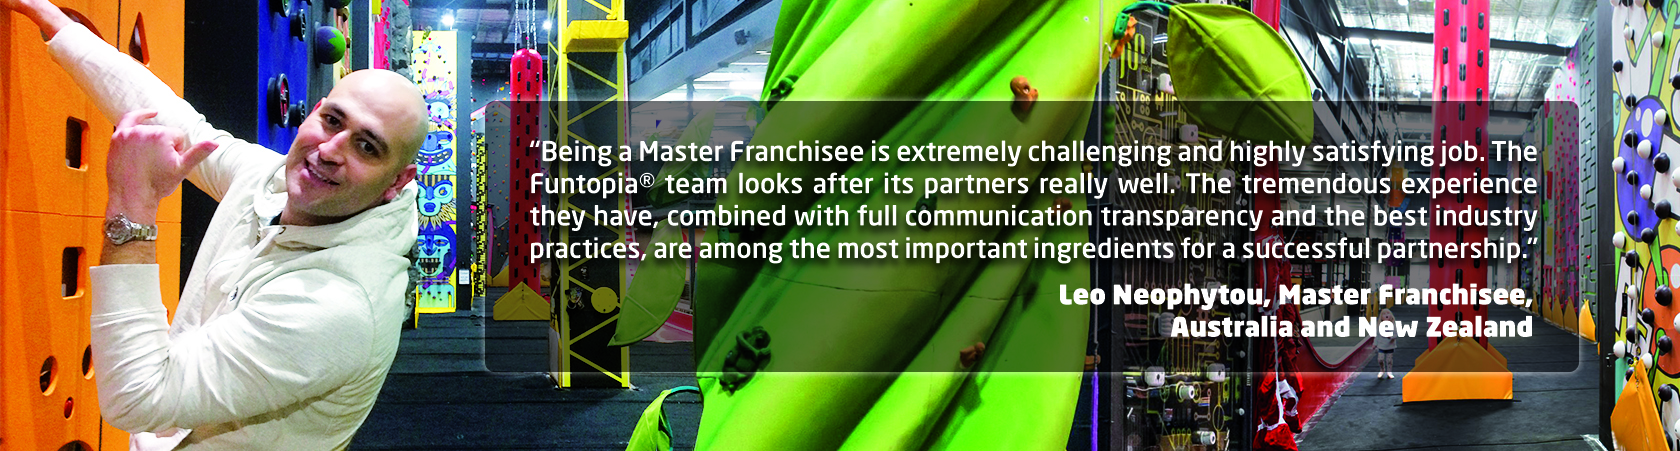 “Being a Master Franchisee is extremely challenging and highly satisfying job. The
Funtopia® team looks after its partners really well. The tremendous experience
they have, combined with full communication transparency and the best industry
practices, are among the most important ingredients for a successful partnership.”
Leo Neophytou, Master Franchisee,
Australia and New Zealand